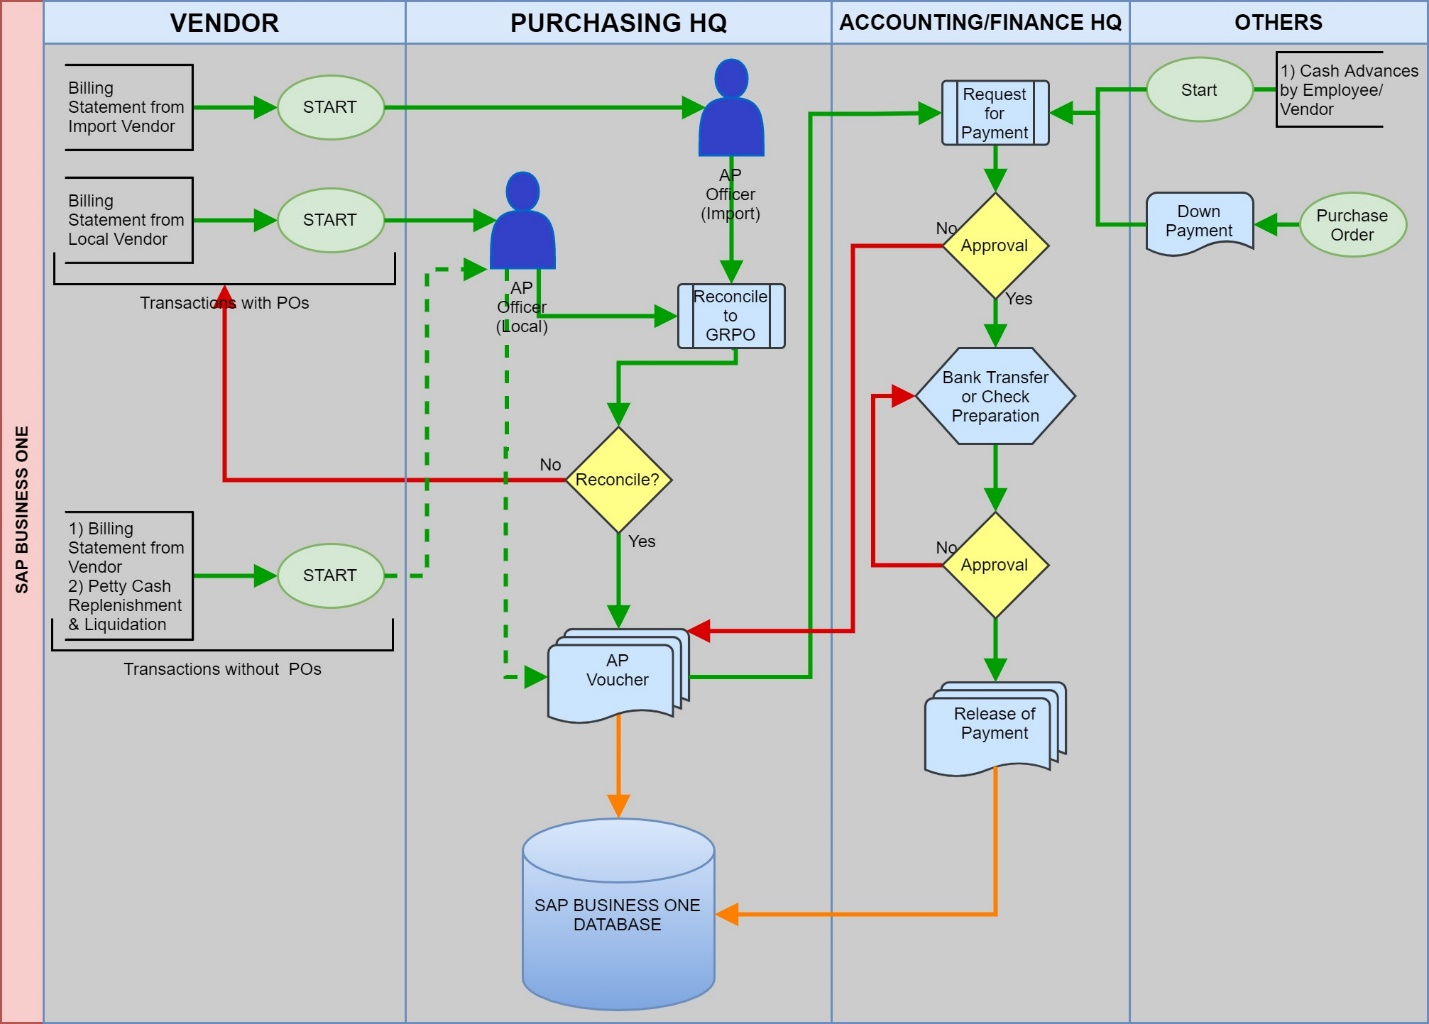 VENDOR
PURCHASING HQ
ACCOUNTING/FINANCE HQ
OTHERS
SAP BUSINESS ONE
Billing
Statement from
Import Vendor
START
Billing
Statement from
Local Vendor
START
Transactions with POs
1) Billing
Statement from
Vendor
2) Petty Cash
Replenishment
& Liquidation
START
Transactions without  POs
AP
Officer
(Import)
AP
Officer
(Local)
Reconcile
to
GRPO
No
Reconcile?
Yes
AP
Voucher
SAP BUSINESS ONE
DATABASE
Request
for
Payment
No
Approval
Yes
Bank Transfer
or Check
Preparation
No
Approval
Release of
Payment
Start
1) Cash Advances
by Employee/
Vendor
Down
Payment
Purchase
Order